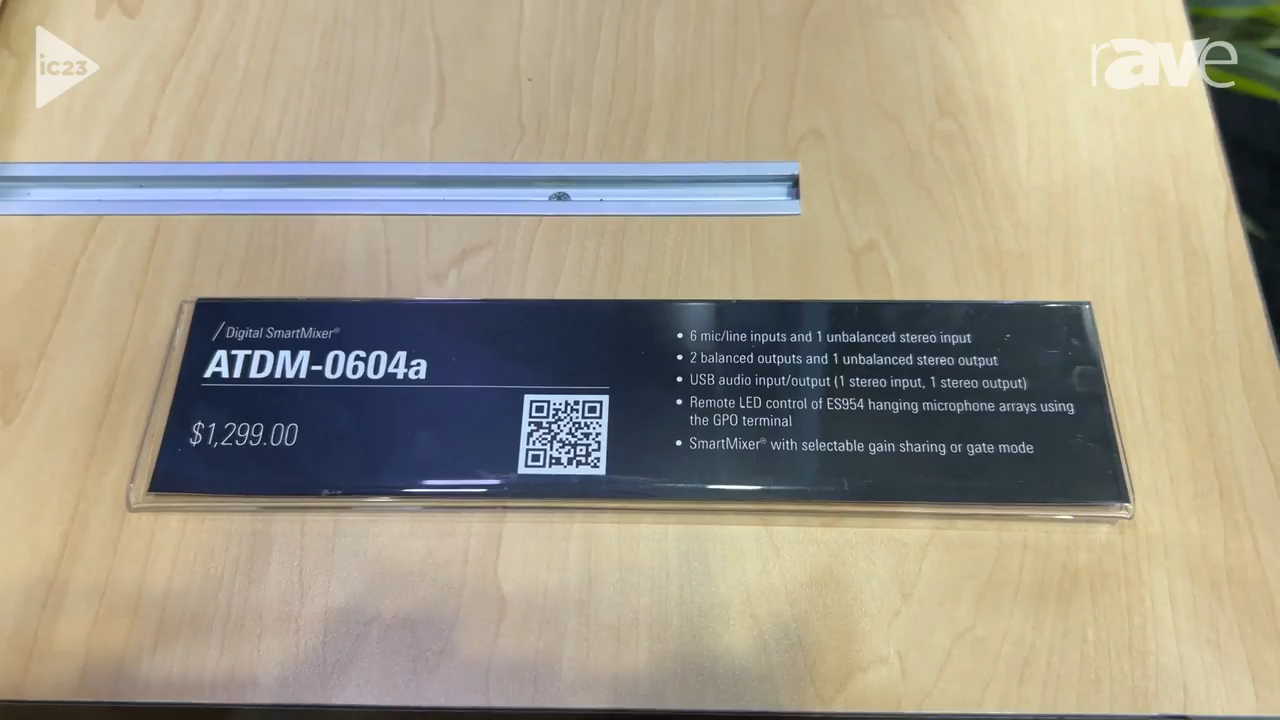 ic23
rAVe
/ Digital SmartMixer®
ATDM-0604a
$1,299.00
• 6 mic/line inputs and 1 unbalanced stereo input
• 2 balanced outputs and 1 unbalanced stereo output
• USB audio input/output (1 stereo input, 1 stereo output)
• Remote LED control of ES954 hanging microphone arrays using
the GPO terminal
• SmartMixer® with selectable gain sharing or gate mode